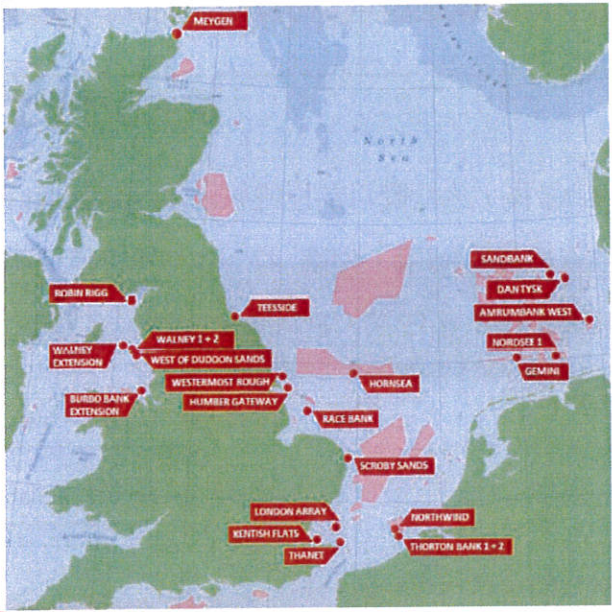 MEYGEN
North
Sea
SANDBANK
DAN TYSK
ROBIN RIGG
AMRUMBANK WEST
TEESSIDE
WALNEY 1 + 2
NORDSEE 1
WALNEY
EXTENSION
WEST OF DUDDON SANDS
GEMINI
WESTERMOST ROUGH
HORNSEA
BURBO BANK
EXTENSION
HUMBER GATEWAY
RACE BANK
SCROBY SANDS
LONDON ARRAY
NORTHWIND
KENTISH FLATS
THORTON BANK 1 + 2
THANET